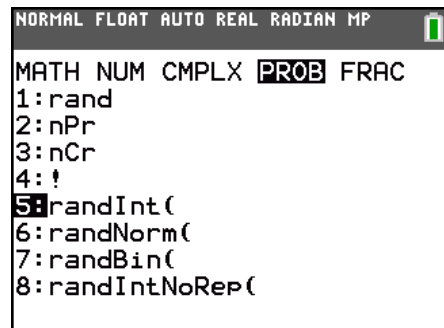 NORMAL FLOAT AUTO REAL RADIAN MP
MATH NUM CMPLX PROB FRAC
1:rand
2:nPr
3:nCr
4:!
5:randInt(
6:randNorm(
7:randBin(
8:randIntNoRep(